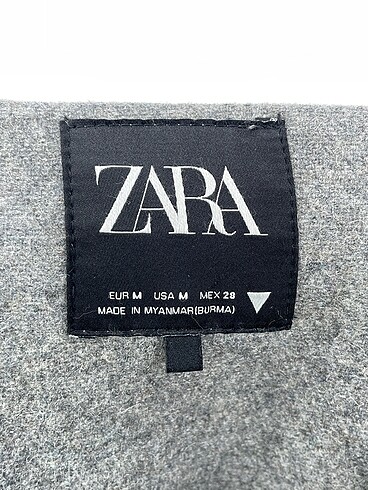 ZARA
EUR M USA M MEX 28
MADE IN MYANMAR(BURMA)